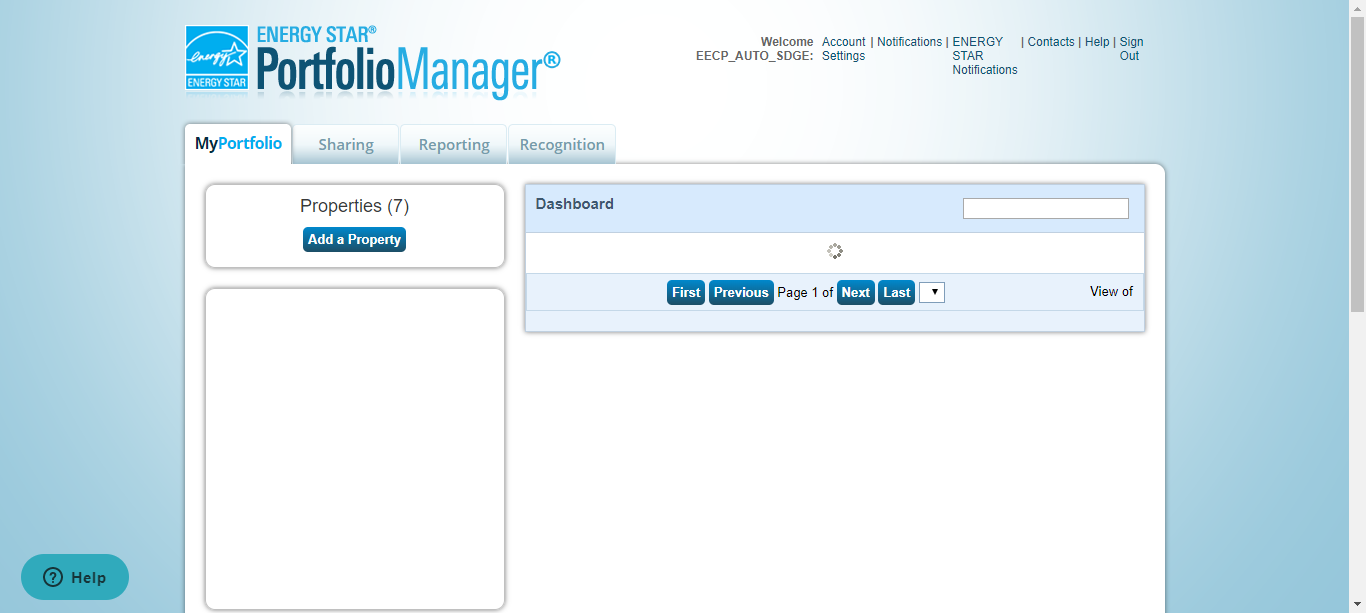 ENERGY STAR®
PortfolioManager®
energy
ENERGY STAR
Welcome EECP_AUTO_SDGE:
Account Settings | Notifications | ENERGY STAR Notifications | Contacts | Help | Sign Out
MyPortfolio
Sharing
Reporting
Recognition
Properties (7)
Add a Property
Dashboard
First Previous Page 1 of Next Last
View of
Help